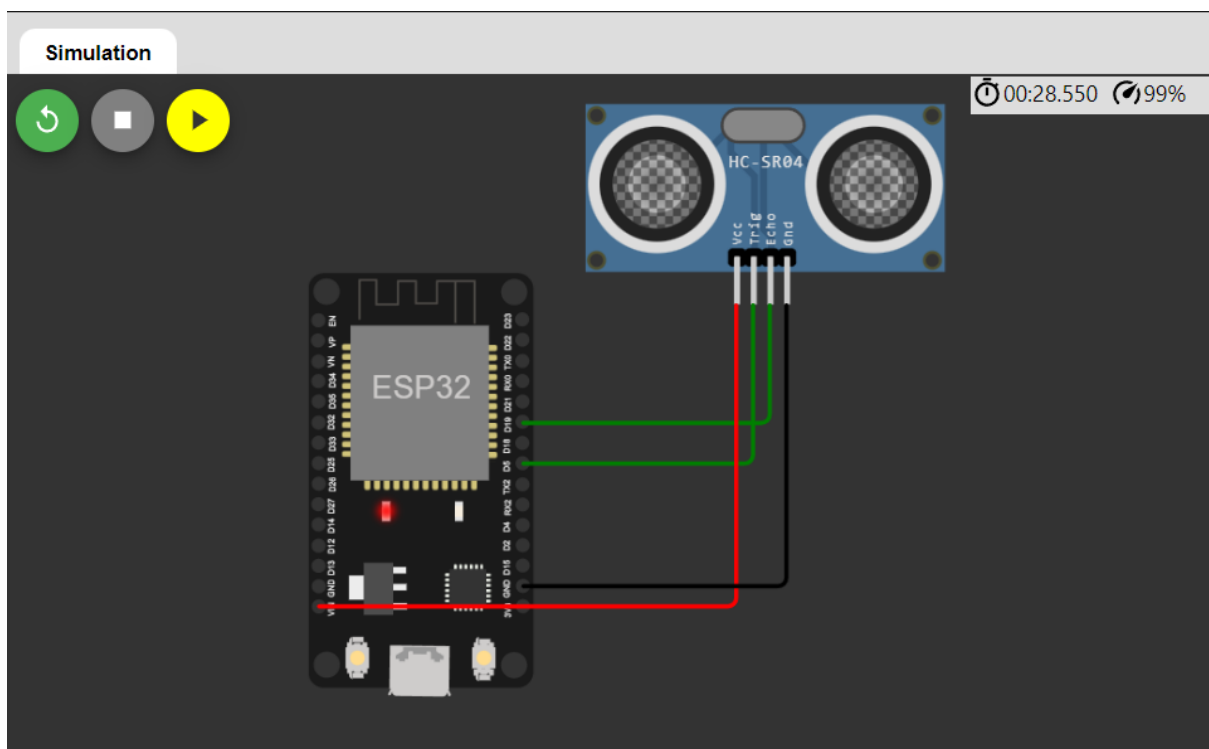 Simulation
00:28.550 99%
HC-SR04
Vcc
Trig
Echo
Gnd
ESP32
EN
VP
VN
D34
D35
D32
D33
D25
D26
D27
D14
D12
D13
GND
D23
D22
TX0
RX0
D21
D19
D18
D5
TX2
RX2
D4
D2
D15
GND